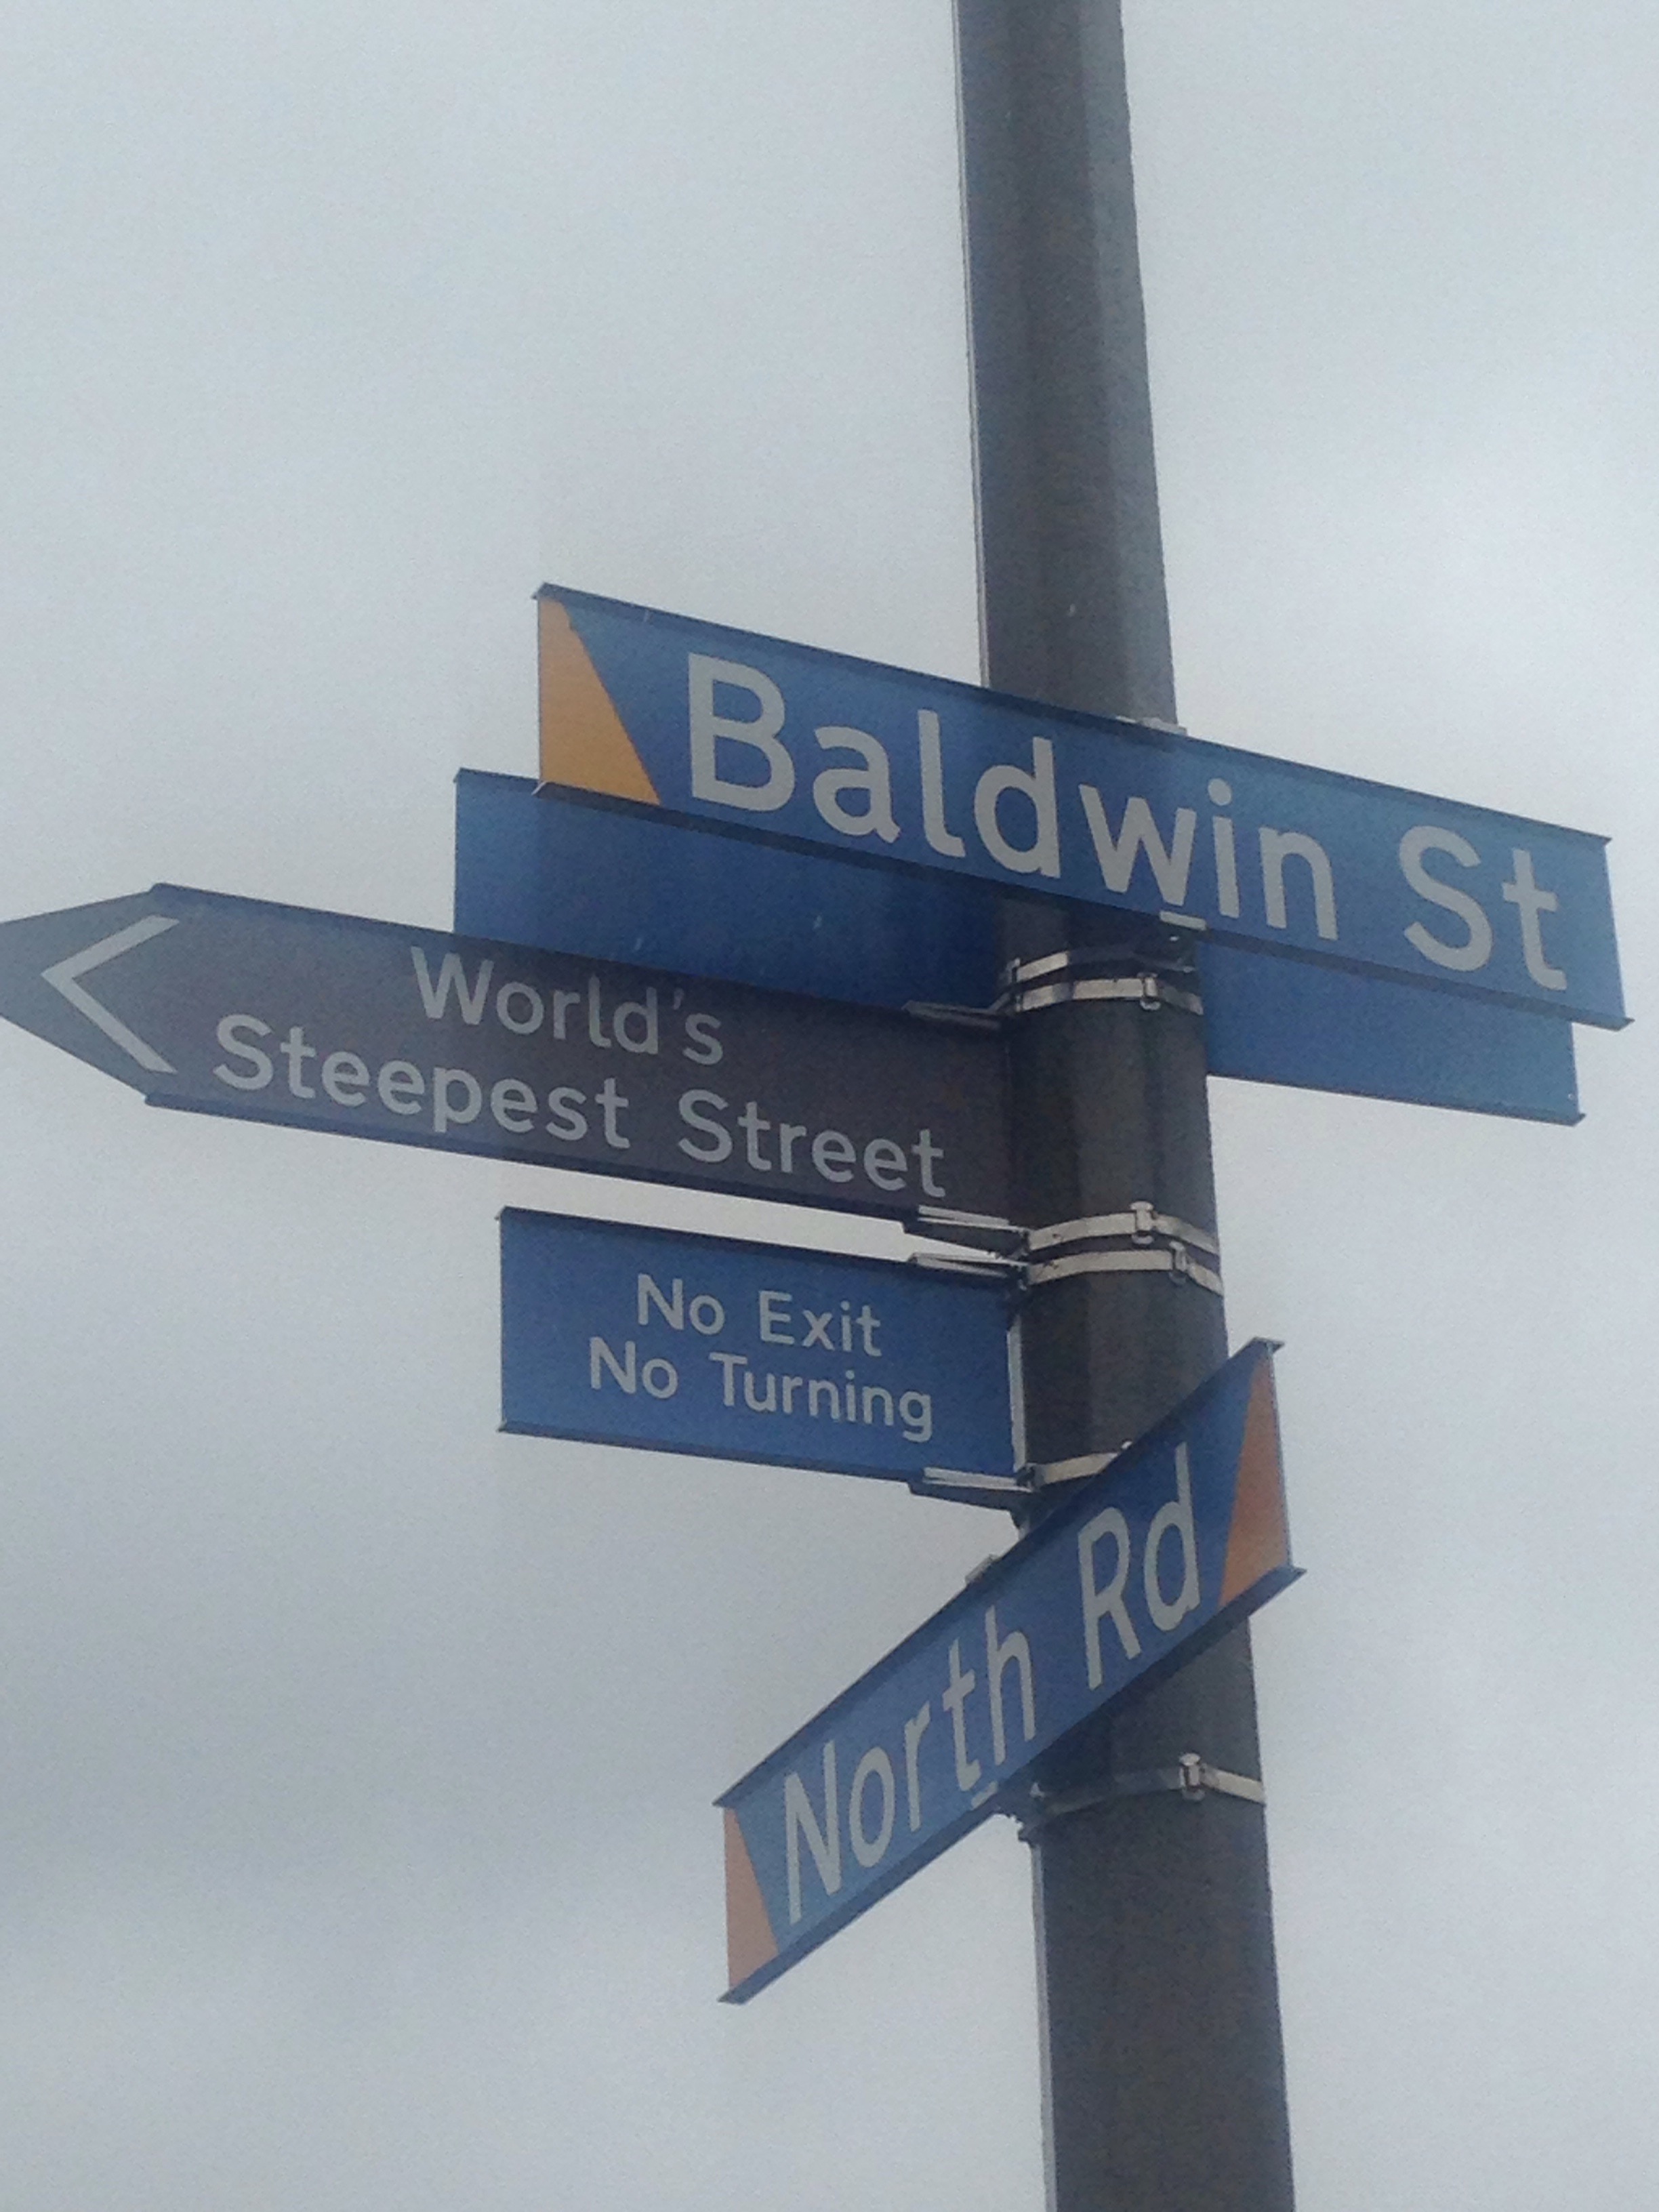 Baldwin St
World's
Steepest Street
No Exit
No Turning
North Rd